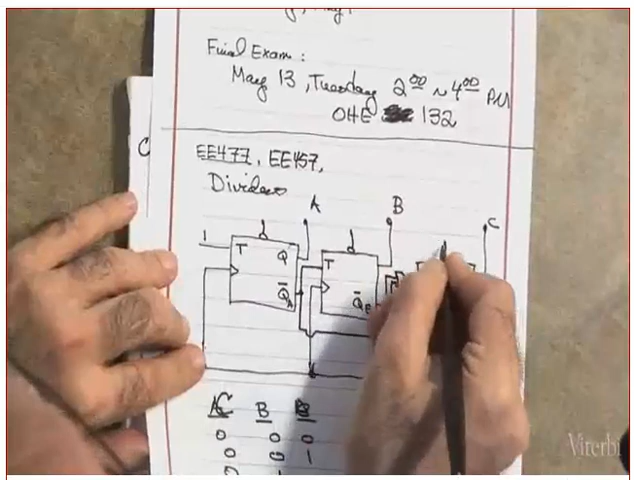 Final Exam:
May 13, Tuesday 2 00 ~ 4 00 PM
OHE 132
EE477, EE457,
Dividers
A B C
1 T Q T
Q̄A Q̄B
C B
0 0 0
0 0 1
0
C
Viterbi